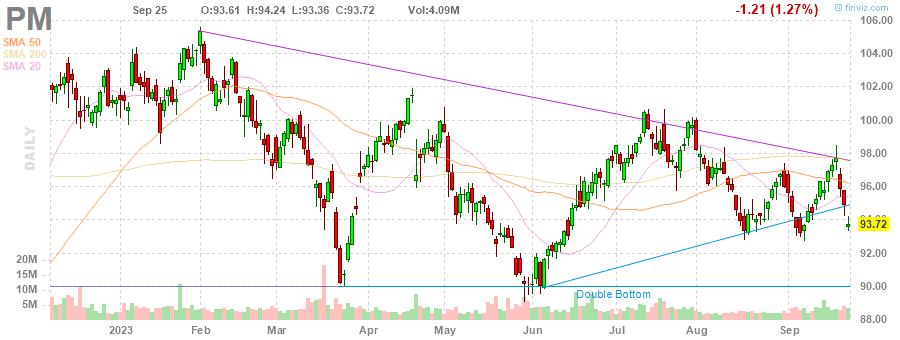 PM Sep 25 O:93.61 H:94.24 L:93.36 C:93.72 Vol:4.09M -1.21 (1.27%) © finviz.com
106.00
SMA 50
SMA 200
104.00
SMA 20
102.00
100.00
DAILY
98.00
96.00
94.00
93.72
92.00
20M
15M
10M
90.00
Double Bottom
5M
88.00
2023 Feb Mar Apr May Jun Jul Aug Sep